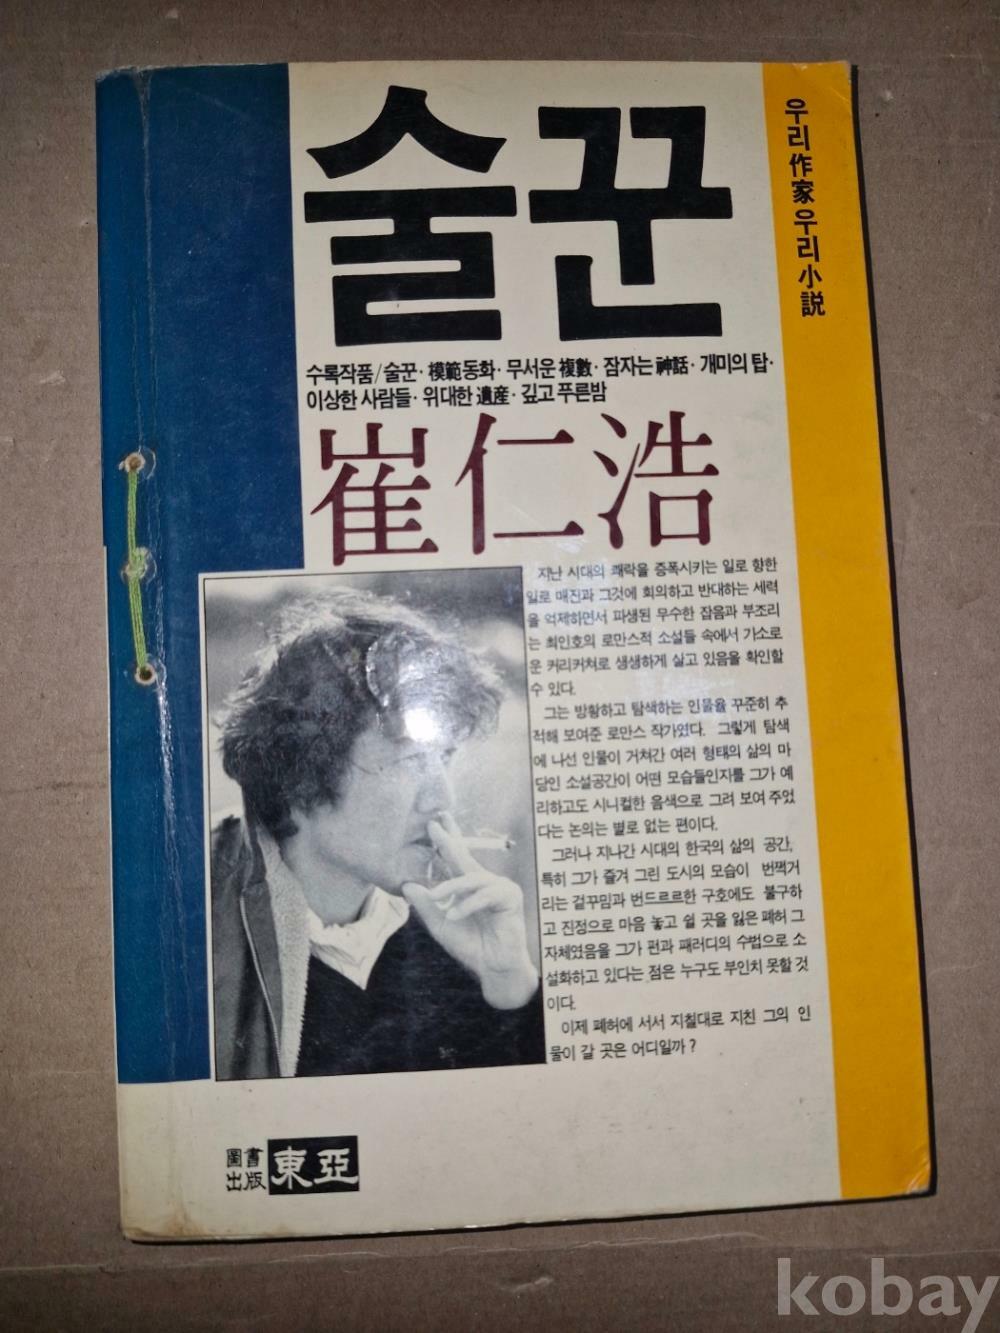 술꾼
우리作家우리小説
수록작품/술꾼·模範동화·무서운 複數·잠자는 神話·개미의 탑·
이상한 사람들·위대한 遺産·깊고 푸른밤
崔仁浩
지난 시대의 쾌락을 증폭시키는 일로 향한
일로 매진과 그것에 회의하고 반대하는 세력
을 억제하면서 파생된 무수한 잡음과 부조리
는 최인호의 로만스적 소설들 속에서 가소로
운 커리커쳐로 생생하게 살고 있음을 확인할
수 있다.
그는 방황하고 탐색하는 인물을 꾸준히 추
적해 보여준 로만스 작가였다. 그렇게 탐색
에 나선 인물이 거쳐간 여러 형태의 삶의 마
당인 소설공간이 어떤 모습들인지를 그가 예
리하고도 시니컬한 음색으로 그려 보여 주었
다는 논의는 별로 없는 편이다.
그러나 지나간 시대의 한국의 삶의 공간,
특히 그가 즐겨 그린 도시의 모습이 번쩍거
리는 겉꾸밈과 번드르르한 구호에도 불구하
고 진정으로 마음 놓고 쉴 곳을 잃은 폐허 그
자체였음을 그가 펀과 패러디의 수법으로 소
설화하고 있다는 점은 누구도 부인치 못할 것
이다.
이제 폐허에 서서 지칠대로 지친 그의 인
물이 갈 곳은 어디일까?
圖書
出版 東亞
kobay